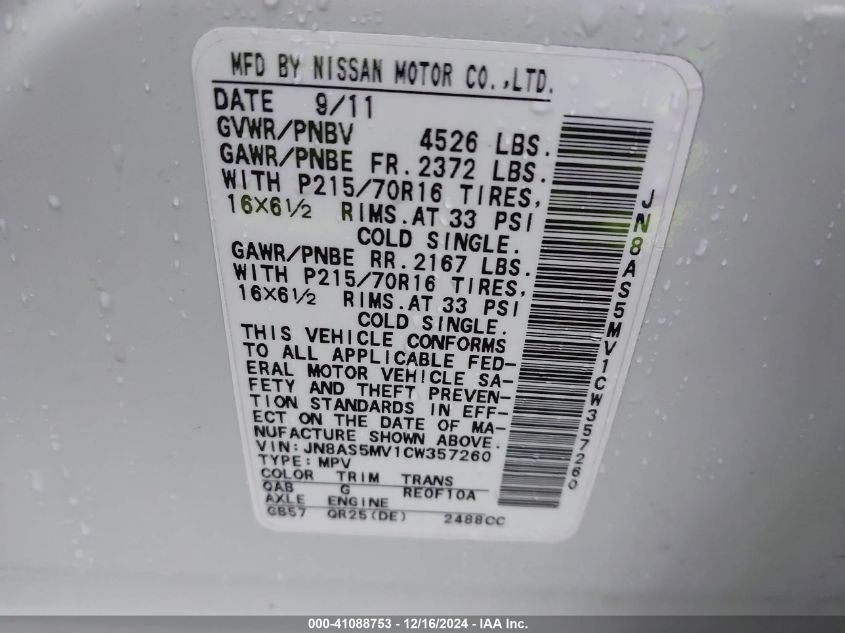 MFD BY NISSAN MOTOR CO.,LTD.
DATE 9/11
GVWR/PNBV 4526 LBS.
GAWR/PNBE FR. 2372 LBS.
WITH P215/70R16 TIRES,
16X6½ RIMS. AT 33 PSI
COLD SINGLE.
GAWR/PNBE RR. 2167 LBS.
WITH P215/70R16 TIRES,
16X6½ RIMS. AT 33 PSI
COLD SINGLE.
THIS VEHICLE CONFORMS
TO ALL APPLICABLE FED-
ERAL MOTOR VEHICLE SA-
FETY AND THEFT PREVEN-
TION STANDARDS IN EFF-
ECT ON THE DATE OF MA-
NUFACTURE SHOWN ABOVE.
VIN: JN8AS5MV1CW357260
TYPE: MPV
COLOR TRIM TRANS
QAB G RE0F10A
AXLE ENGINE
GB57 QR25(DE) 2488CC
JN8AS5MV1CW357260
000-41088753 - 12/16/2024 - IAA Inc.